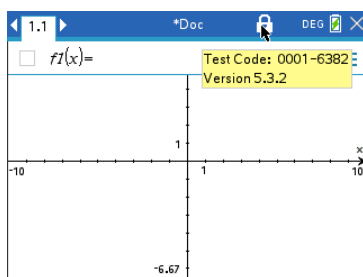 1.1 *Doc DEG
f1(x)=
Test Code: 0001-6382
Version 5.3.2
1
x
-10 1 10
-6.67